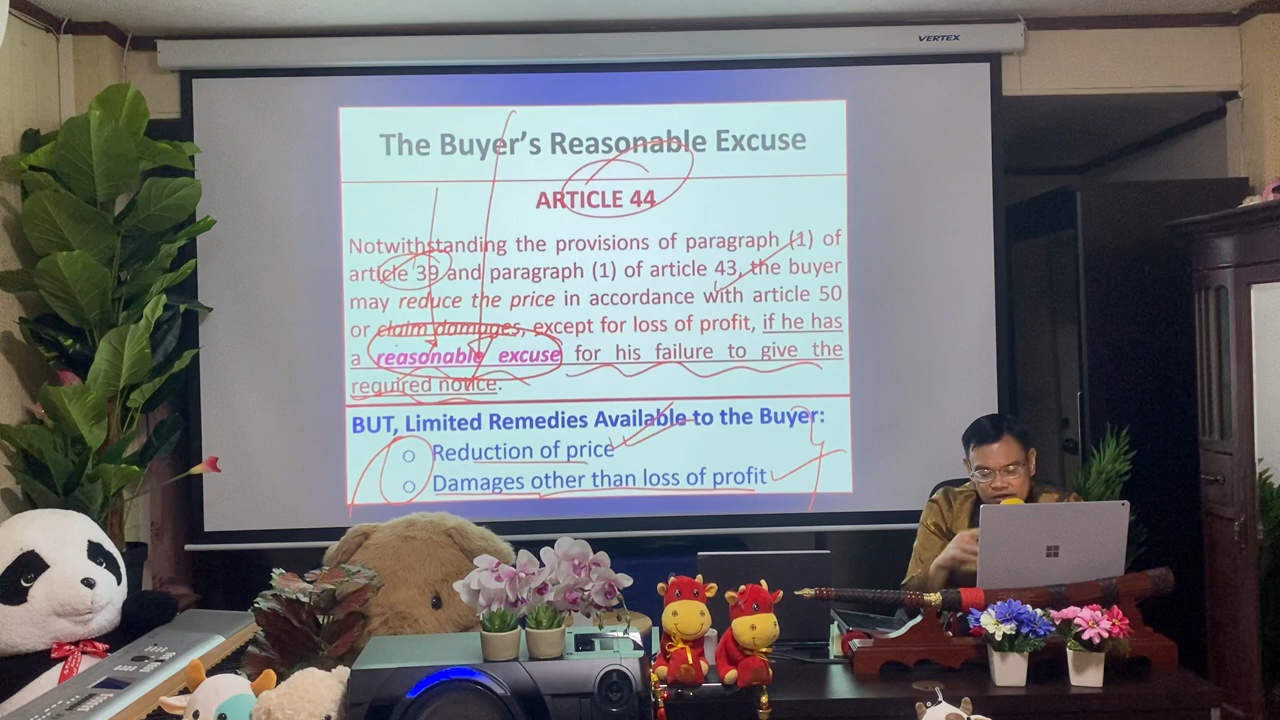 VERTEX
The Buyer's Reasonable Excuse
ARTICLE 44
Notwithstanding the provisions of paragraph (1) of
article 39 and paragraph (1) of article 43, the buyer
may reduce the price in accordance with article 50
or claim damages, except for loss of profit, if he has
a reasonable excuse for his failure to give the
required notice.
BUT, Limited Remedies Available to the Buyer:
○ Reduction of price
○ Damages other than loss of profit